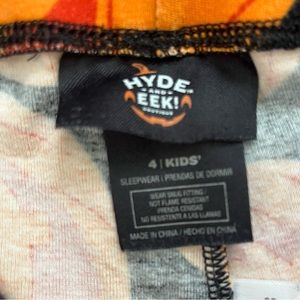 HYDE
AND
EEK!
BOUTIQUE
4 | KIDS'
SLEEPWEAR | PRENDAS DE DORMIR
WEAR SNUG FITTING/
NOT FLAME RESISTANT
PRENDA CEÑIDAS
NO RESISTENTE A LAS LLAMAS
MADE IN CHINA / HECHO EN CHINA